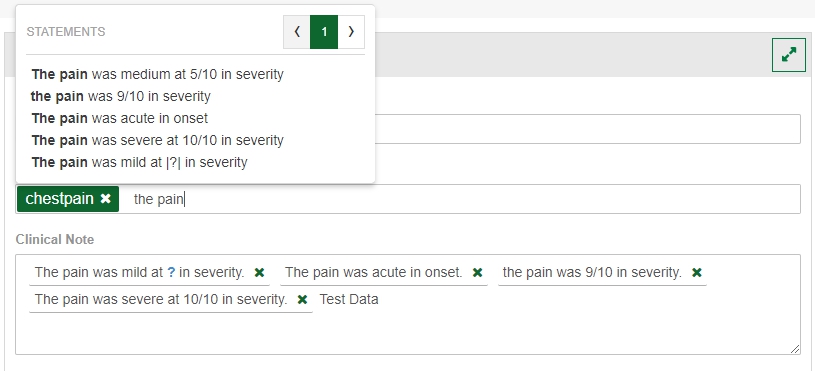 STATEMENTS
‹ 1 ›
The pain was medium at 5/10 in severity
the pain was 9/10 in severity
The pain was acute in onset
The pain was severe at 10/10 in severity
The pain was mild at |?| in severity
chestpain ✖ the pain
Clinical Note
The pain was mild at ? in severity. ✖ The pain was acute in onset. ✖ the pain was 9/10 in severity. ✖
The pain was severe at 10/10 in severity. ✖ Test Data